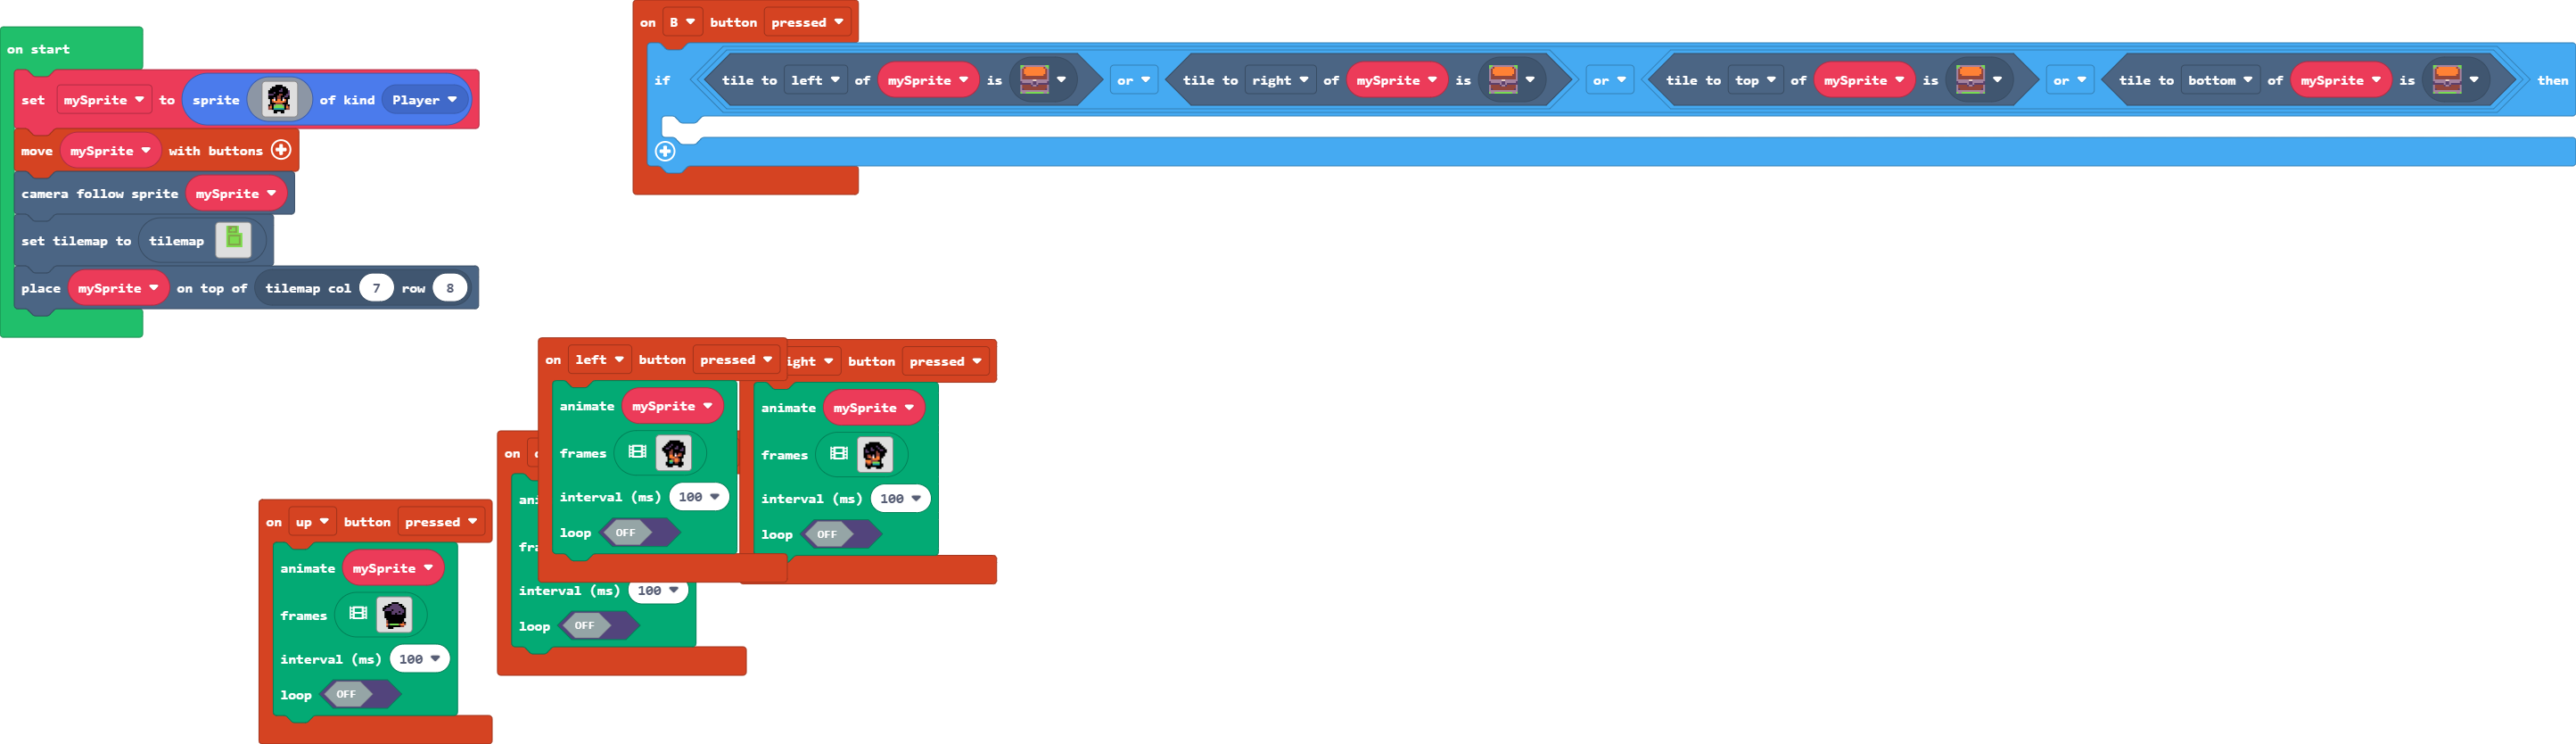 on start
set mySprite to sprite of kind Player
move mySprite with buttons
camera follow sprite mySprite
set tilemap to tilemap
place mySprite on top of tilemap col 7 row 8
on B button pressed
if tile to left of mySprite is or tile to right of mySprite is or tile to top of mySprite is or tile to bottom of mySprite is then
on left button pressed
animate mySprite
frames
interval (ms) 100
loop OFF
ight button pressed
animate mySprite
frames
interval (ms) 100
loop OFF
on
interval (ms) 100
loop OFF
on up button pressed
animate mySprite
frames
interval (ms) 100
loop OFF